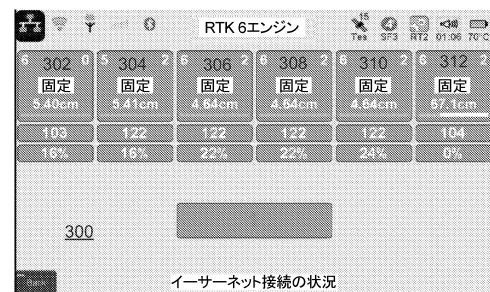 RTK 6エンジン
15
Tes SF3 RT2 01:06 70°C
6 302 0 5 304 2 6 306 2 6 308 2 6 310 2 6 312 2
固定 固定 固定 固定 固定 固定
5.40cm 5.41cm 4.64cm 4.64cm 4.64cm 57.1cm
103 122 122 122 122 104
16% 16% 22% 22% 24% 0%
300
Back イーサーネット接続の状況